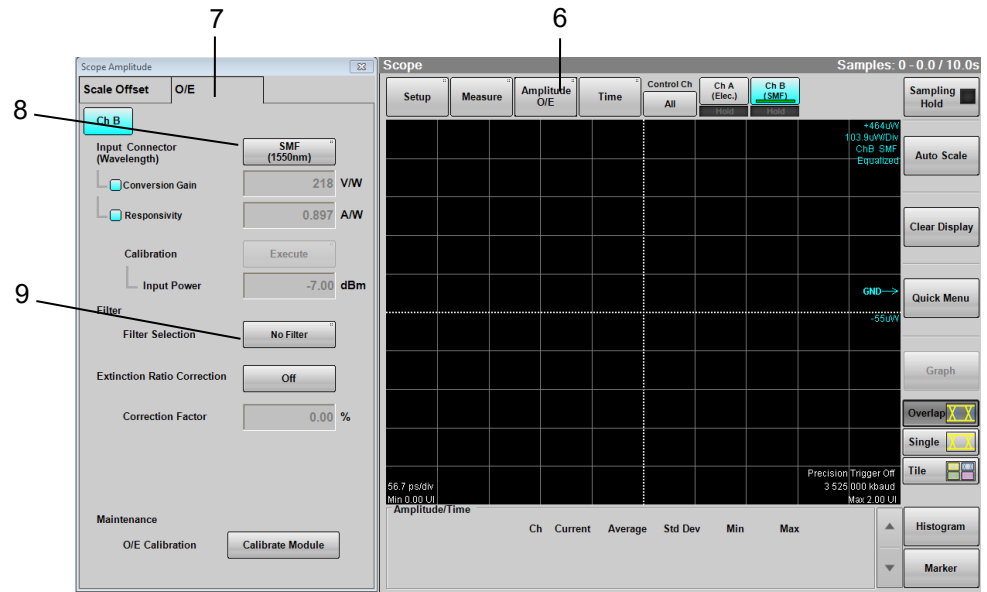 7
6
8
9
Scope Amplitude
Scale Offset
O/E
Ch B
Input Connector
(Wavelength)
SMF
(1550nm)
Conversion Gain
218
V/W
Responsivity
0.897
A/W
Calibration
Execute
Input Power
-7.00
dBm
Filter
Filter Selection
No Filter
Extinction Ratio Correction
Off
Correction Factor
0.00
%
Maintenance
O/E Calibration
Calibrate Module
Scope
Samples: 0 - 0.0 / 10.0s
Setup
Measure
Amplitude
O/E
Time
Control Ch
All
Ch A
(Elec.)
Hold
Ch B
(SMF)
Hold
Sampling
Hold
+464uW
103.9uW/Div
ChB SMF
Equalized
GND
-55uW
56.7 ps/div
Min 0.00 UI
Precision Trigger Off
3 525 000 kbaud
Max 2.00 UI
Auto Scale
Clear Display
Quick Menu
Graph
Overlap
Single
Tile
Amplitude/Time
Ch Current Average Std Dev Min Max
Histogram
Marker